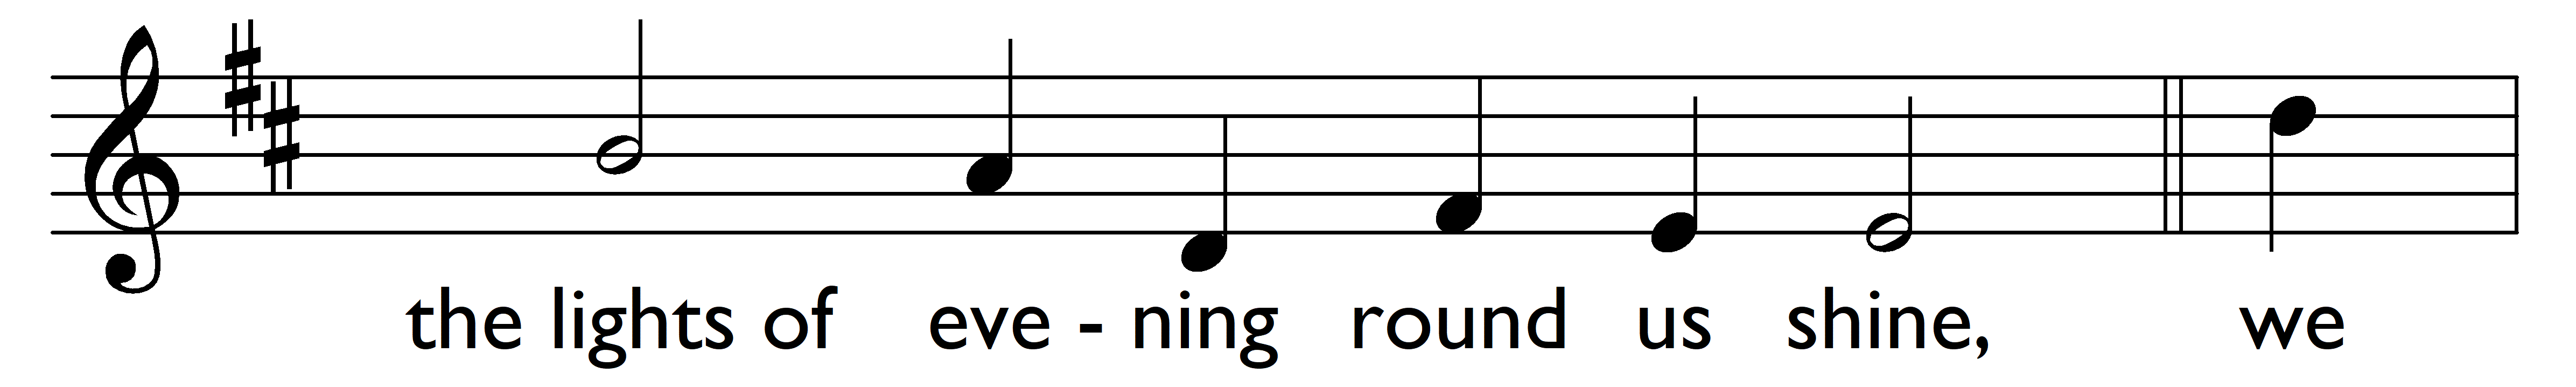 the lights of eve - ning round us shine, we